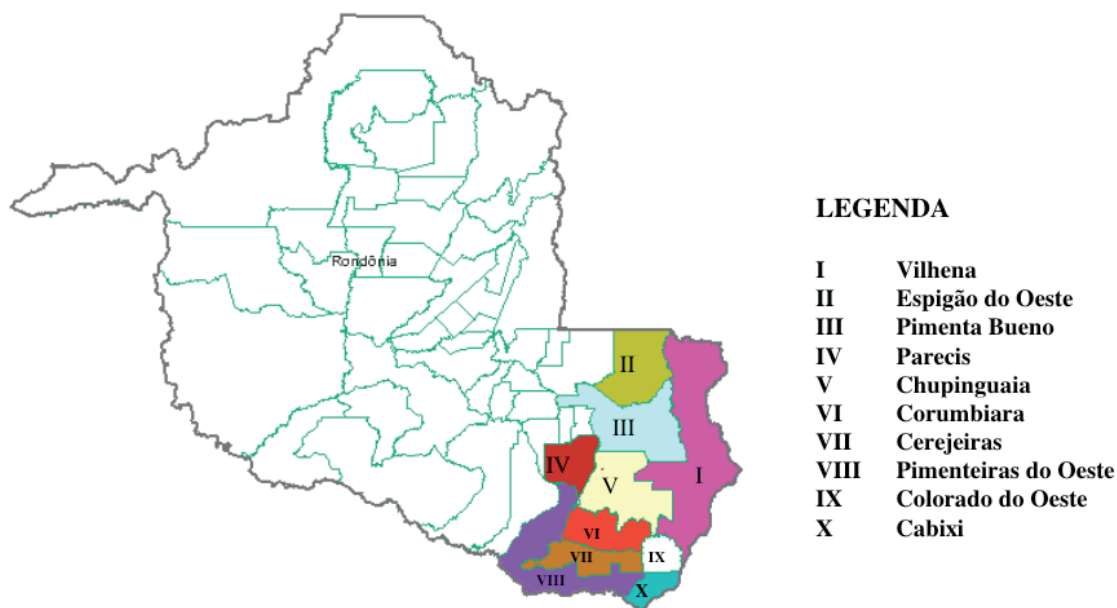 Rondônia
II
III
IV
I
V
VI
VII
IX
VIII
X
LEGENDA
I Vilhena
II Espigão do Oeste
III Pimenta Bueno
IV Parecis
V Chupinguaia
VI Corumbiara
VII Cerejeiras
VIII Pimenteiras do Oeste
IX Colorado do Oeste
X Cabixi